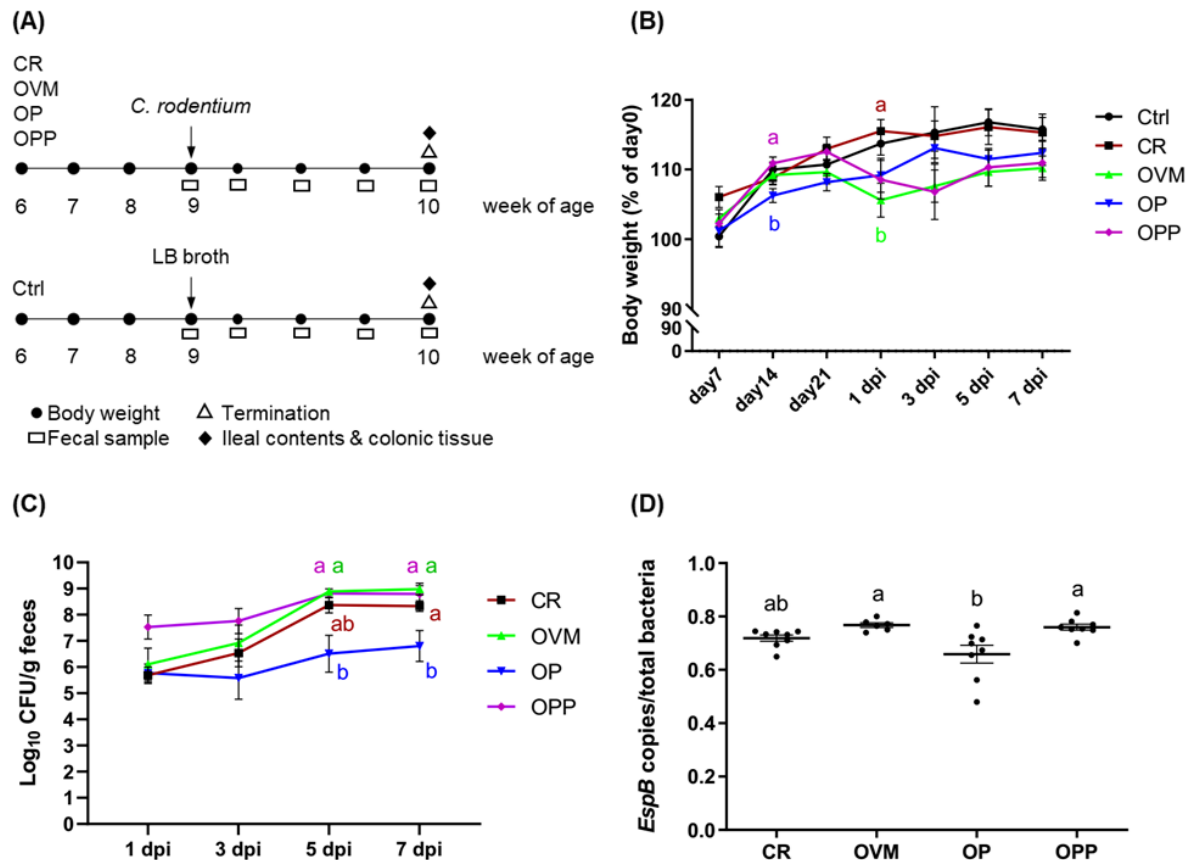 (A)
CR
OVM
OP
OPP
C. rodentium
6 7 8 9 10 week of age
LB broth
Ctrl
6 7 8 9 10 week of age
Body weight Termination
Fecal sample Ileal contents & colonic tissue
(B)
Body weight (% of day0)
120
110
100
90
90
0
a
a
b
b
day7 day14 day21 1 dpi 3 dpi 5 dpi 7 dpi
Ctrl
CR
OVM
OP
OPP
(C)
Log10 CFU/g feces
10
9
8
7
6
5
4
3
2
1
0
a a a a
ab a
b b
1 dpi 3 dpi 5 dpi 7 dpi
CR
OVM
OP
OPP
(D)
EspB copies/total bacteria
1.0
0.8
0.6
0.4
0.2
0.0
ab a b a
CR OVM OP OPP